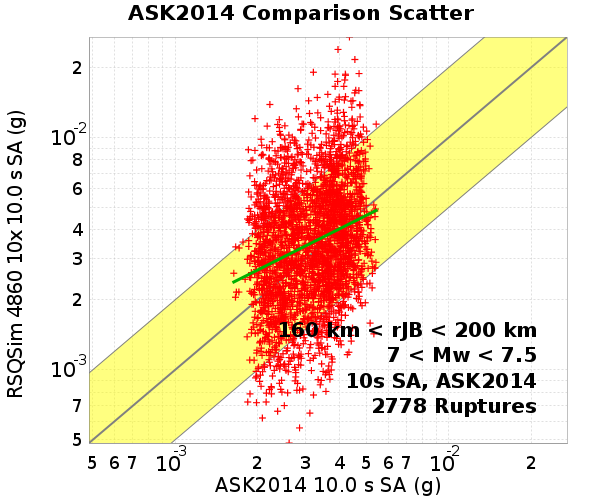 ASK2014 Comparison Scatter
RSQSim 4860 10x 10.0 s SA (g)
2
10⁻²
8
6
4
3
2
10⁻³
7
5
160 km < rJB < 200 km
7 < Mw < 7.5
10s SA, ASK2014
2778 Ruptures
5 6 7 10⁻³ 2 3 4 5 6 7 10⁻² 2
ASK2014 10.0 s SA (g)